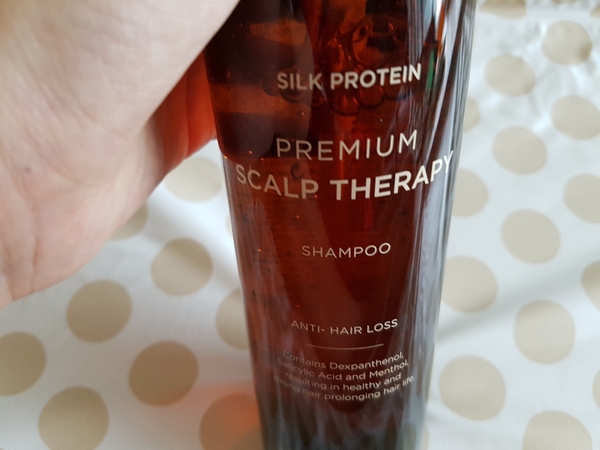 SILK PROTEIN
PREMIUM
SCALP THERAPY
SHAMPOO
ANTI- HAIR LOSS
Contains Dexpanthenol,
Salicylic Acid and Menthol,
resulting in healthy and
strong hair prolonging hair life.